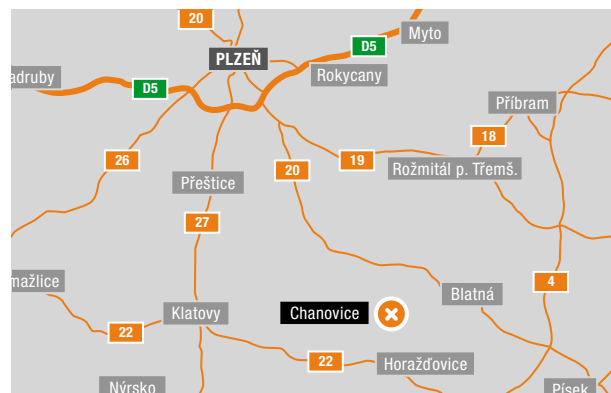 20
Myto
D5
PLZEŇ
Rokycany
adruby
D5
Příbram
18
26
19
20
Rožmitál p. Třemš.
Přeštice
27
mažlice
4
Blatná
Klatovy
Chanovice
22
22
Horažďovice
Nýrsko
Písek